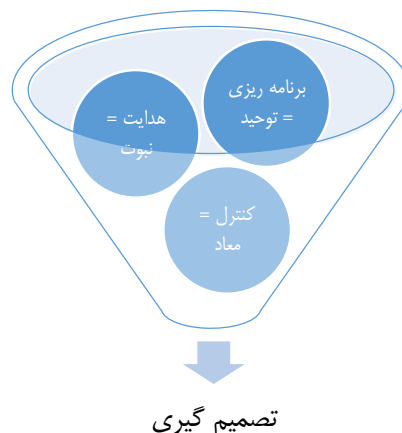 برنامه ریزی
= توحید
هدایت =
نبوت
کنترل =
معاد
تصمیم گیری